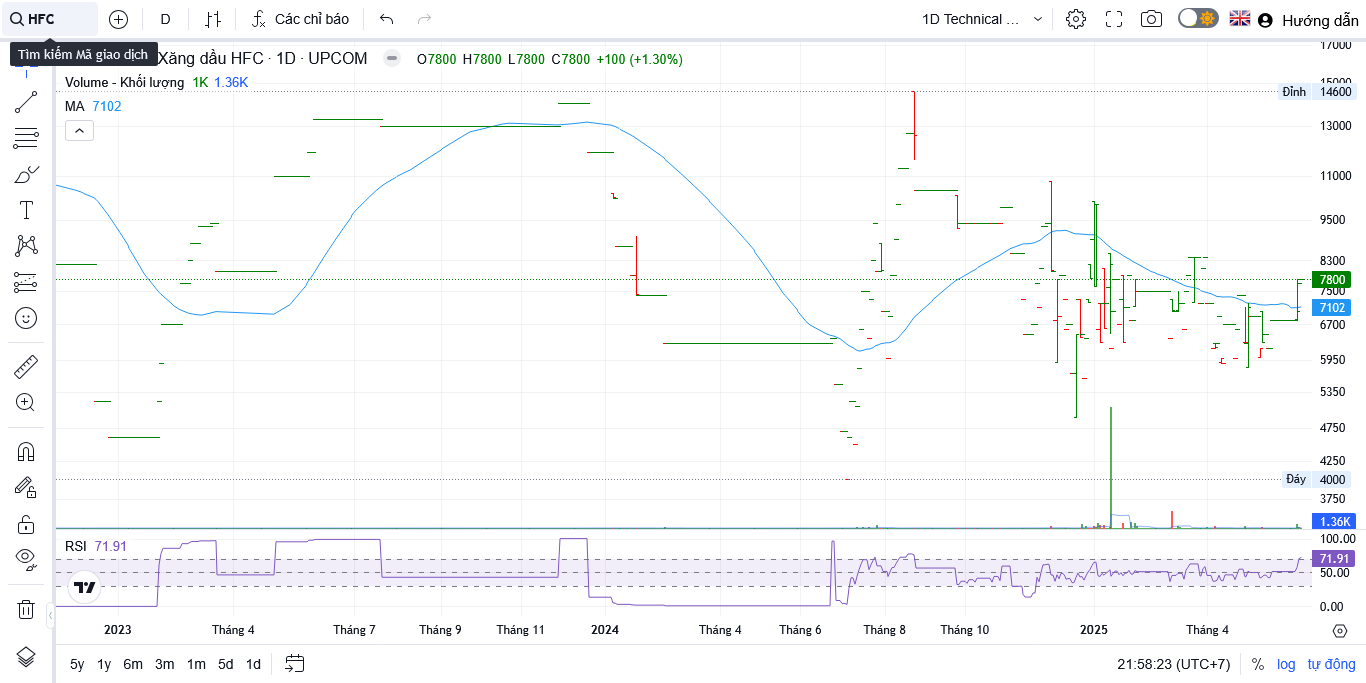 HFC
D
Các chỉ báo
1D Technical ...
Hướng dẫn
Tìm kiếm Mã giao dịch
Xăng dầu HFC · 1D · UPCOM
O7800 H7800 L7800 C7800 +100 (+1.30%)
Volume - Khối lượng 1K 1.36K
MA 7102
17000
15000
Đỉnh 14600
13000
11000
9500
8300
7800
7500
7102
6700
5950
5350
4750
4250
Đáy 4000
3750
1.36K
RSI 71.91
100.00
71.91
50.00
0.00
2023 Tháng 4 Tháng 7 Tháng 9 Tháng 11 2024 Tháng 4 Tháng 6 Tháng 8 Tháng 10 2025 Tháng 4
5y 1y 6m 3m 1m 5d 1d
21:58:23 (UTC+7) % log tự động